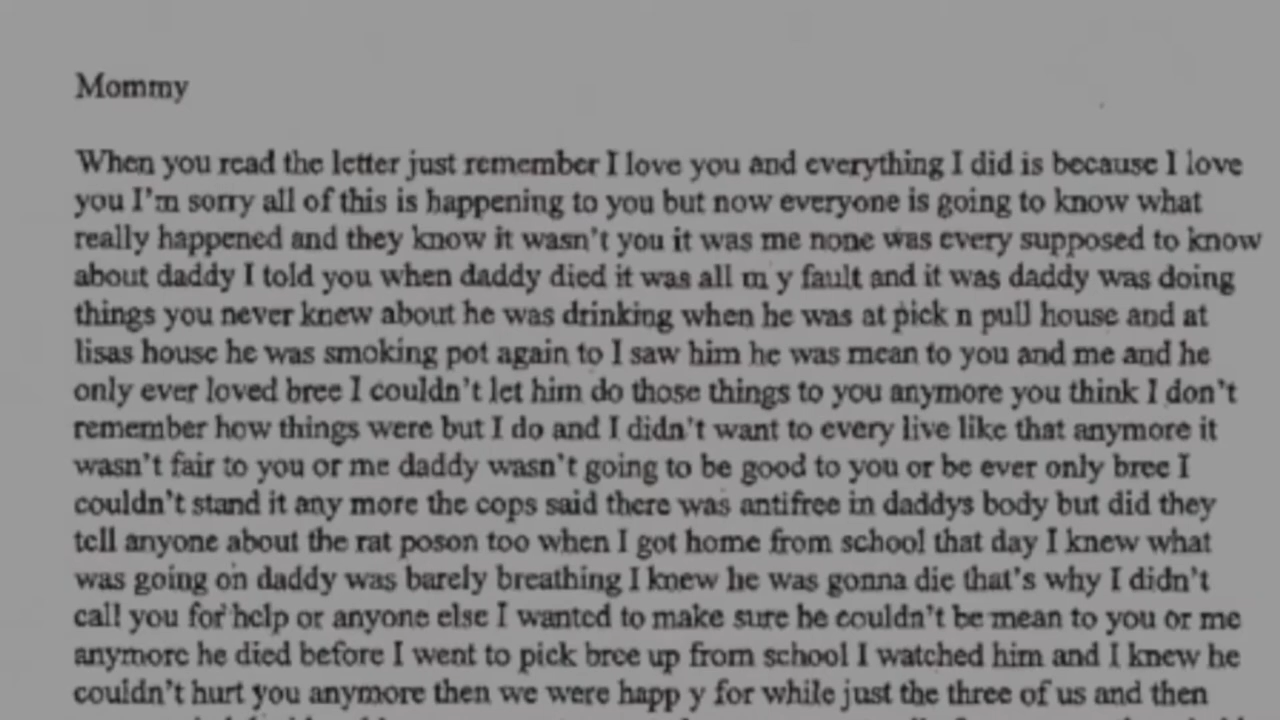 Mommy
When you read the letter just remember I love you and everything I did is because I love
you I'm sorry all of this is happening to you but now everyone is going to know what
really happened and they know it wasn't you it was me none was every supposed to know
about daddy I told you when daddy died it was all m y fault and it was daddy was doing
things you never knew about he was drinking when he was at pick n pull house and at
lisas house he was smoking pot again to I saw him he was mean to you and me and he
only ever loved bree I couldn't let him do those things to you anymore you think I don't
remember how things were but I do and I didn't want to every live like that anymore it
wasn't fair to you or me daddy wasn't going to be good to you or be ever only bree I
couldn't stand it any more the cops said there was antifree in daddys body but did they
tell anyone about the rat poson too when I got home from school that day I knew what
was going on daddy was barely breathing I knew he was gonna die that's why I didn't
call you for help or anyone else I wanted to make sure he couldn't be mean to you or me
anymore he died before I went to pick bree up from school I watched him and I knew he
couldn't hurt you anymore then we were happ y for while just the three of us and then